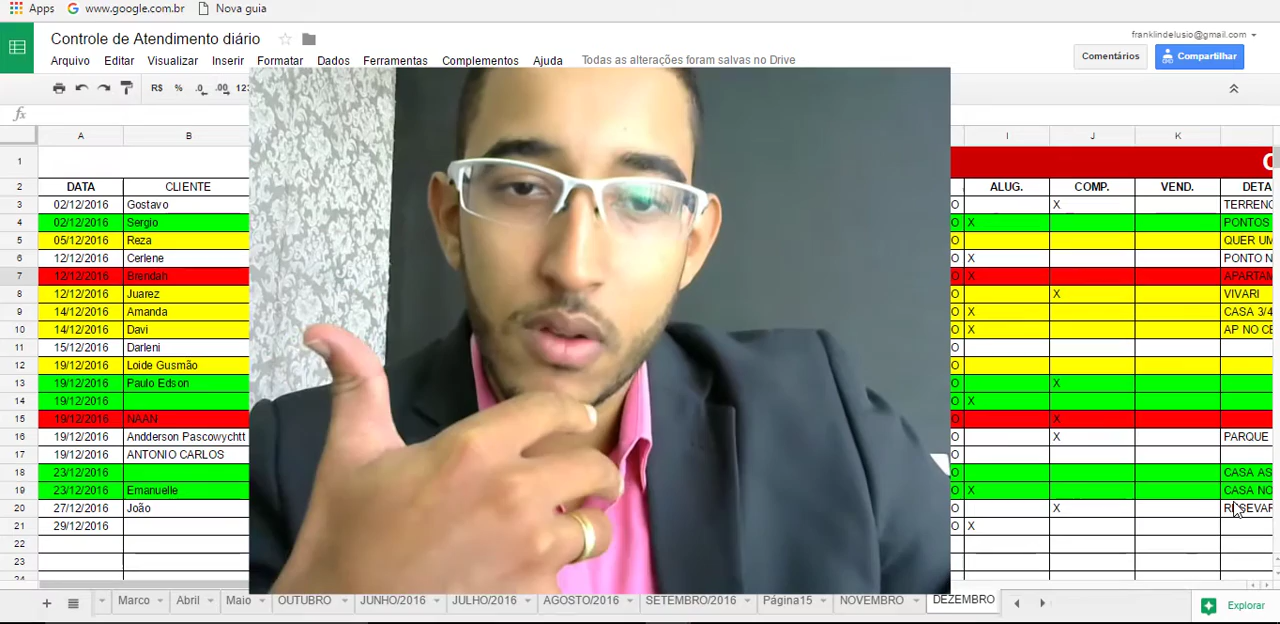 Apps www.google.com.br Nova guia
Controle de Atendimento diário
franklindelusio@gmail.com
Arquivo Editar Visualizar Inserir Formatar Dados Ferramentas Complementos Ajuda Todas as alterações foram salvas no Drive
Comentários Compartilhar
R$ % .0 .00 123
fx
A B I J K
1 C
2 DATA CLIENTE ALUG. COMP. VEND. DETA
3 02/12/2016 Gostavo O X TERRENO
4 02/12/2016 Sergio O X PONTOS
5 05/12/2016 Reza O QUER UM
6 12/12/2016 Cerlene O X PONTO N
7 12/12/2016 Brendah O X APARTAM
8 12/12/2016 Juarez O X VIVARI
9 14/12/2016 Amanda O X CASA 3/4
10 14/12/2016 Davi O X AP NO CE
11 15/12/2016 Darleni O
12 19/12/2016 Loide Gusmão O
13 19/12/2016 Paulo Edson O X
14 19/12/2016 O X
15 19/12/2016 NAAN O X
16 19/12/2016 Andderson Pascowychtt O X PARQUE
17 19/12/2016 ANTONIO CARLOS O
18 23/12/2016 O CASA AS
19 23/12/2016 Emanuelle O X CASA NO
20 27/12/2016 João O X
21 29/12/2016 O X
22
23
24
Marco Abril Maio OUTUBRO JUNHO/2016 JULHO/2016 AGOSTO/2016 SETEMBRO/2016 Página15 NOVEMBRO DEZEMBRO Explorar